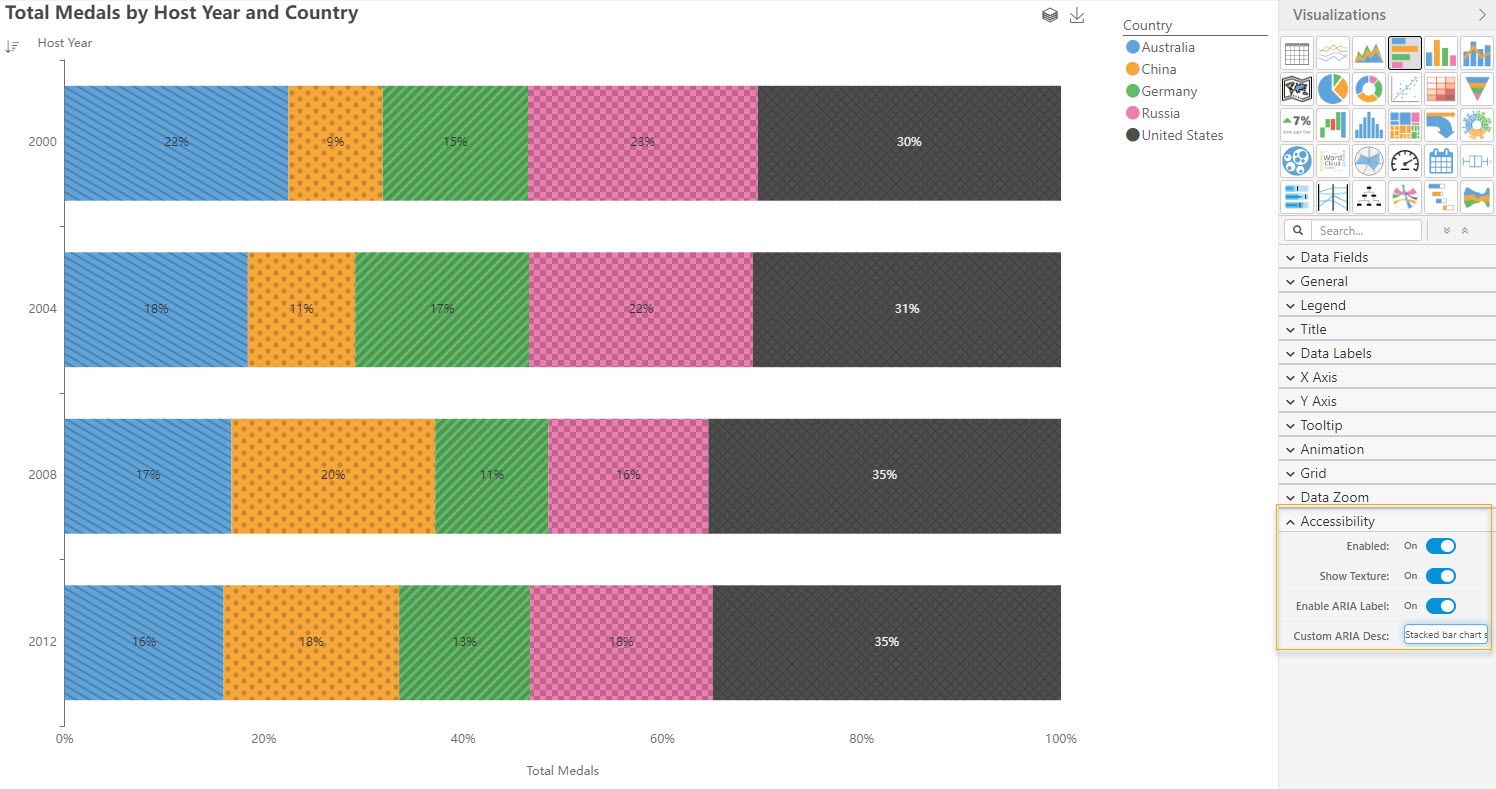 Total Medals by Host Year and Country
Host Year
2000
22%
9%
15%
23%
30%
2004
18%
11%
17%
22%
31%
2008
17%
20%
11%
16%
35%
2012
16%
18%
13%
18%
35%
0%
20%
40%
60%
80%
100%
Total Medals
Country
Australia
China
Germany
Russia
United States
Visualizations
7%
Word
Cloud
Search...
Data Fields
General
Legend
Title
Data Labels
X Axis
Y Axis
Tooltip
Animation
Grid
Data Zoom
Accessibility
Enabled: On
Show Texture: On
Enable ARIA Label: On
Custom ARIA Desc: Stacked bar chart s